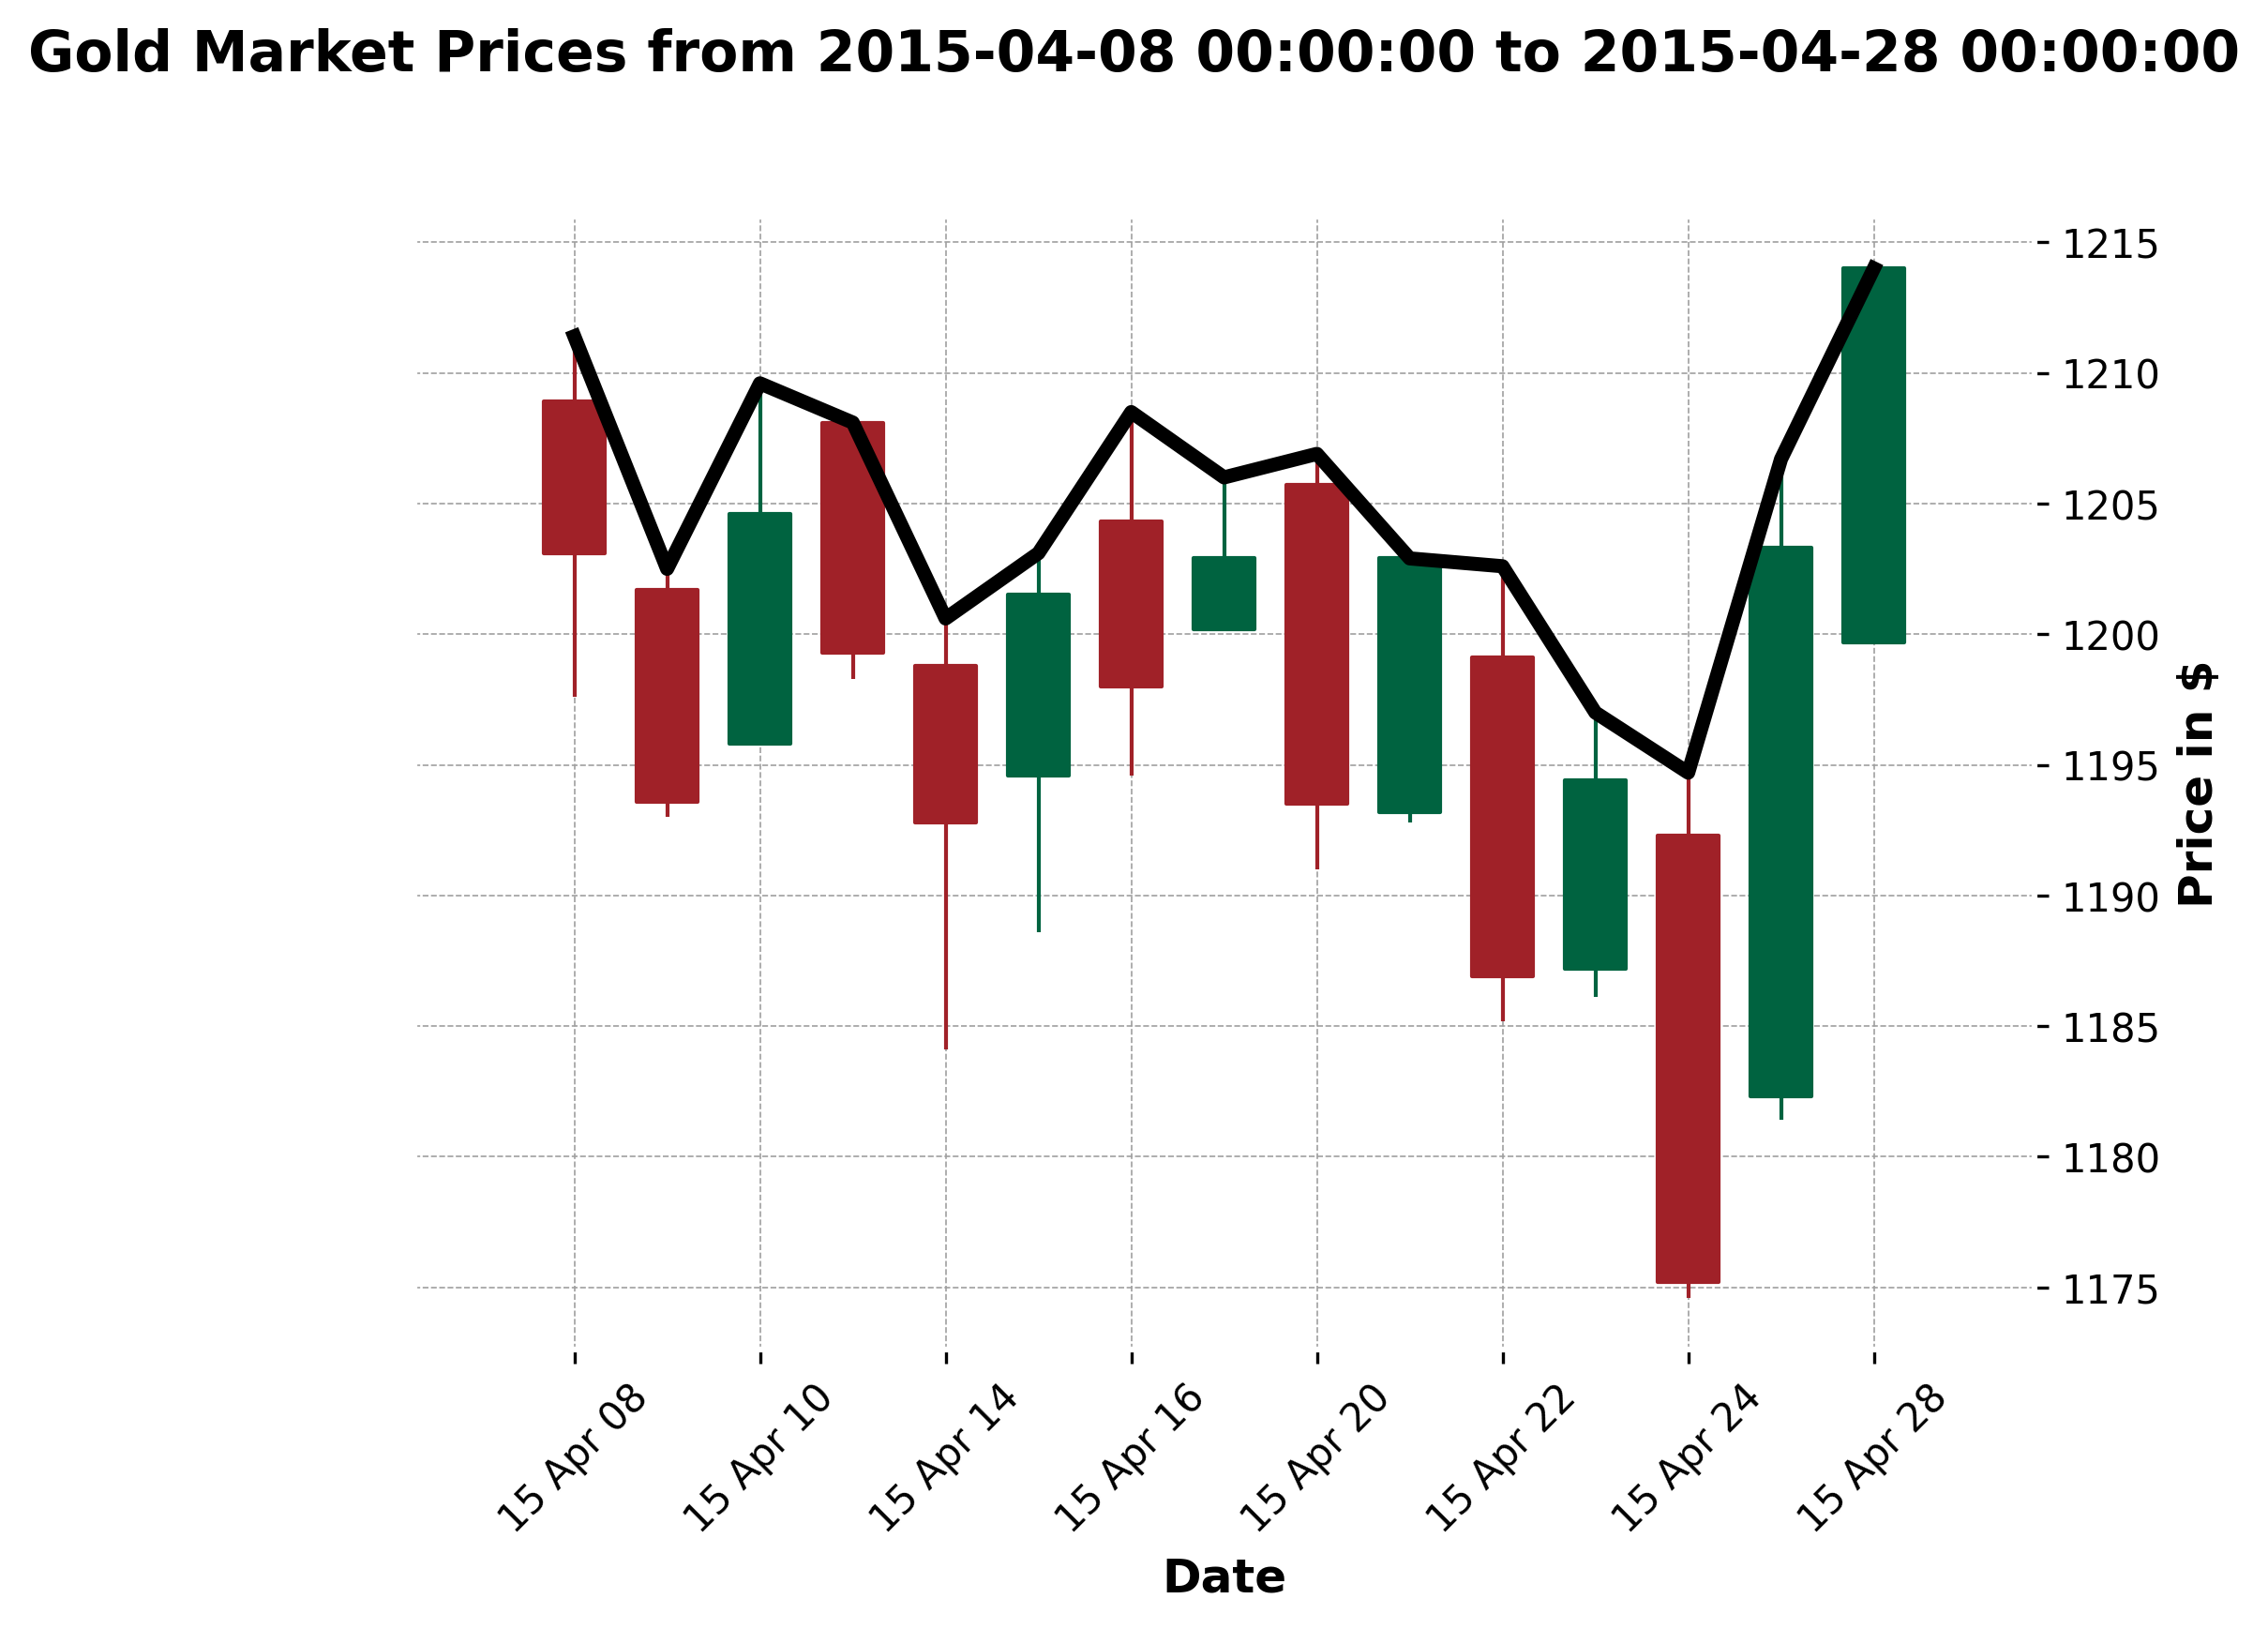 Gold Market Prices from 2015-04-08 00:00:00 to 2015-04-28 00:00:00
1215
1210
1205
1200
1195
1190
1185
1180
1175
Price in $
15 Apr 08
15 Apr 10
15 Apr 14
15 Apr 16
15 Apr 20
15 Apr 22
15 Apr 24
15 Apr 28
Date